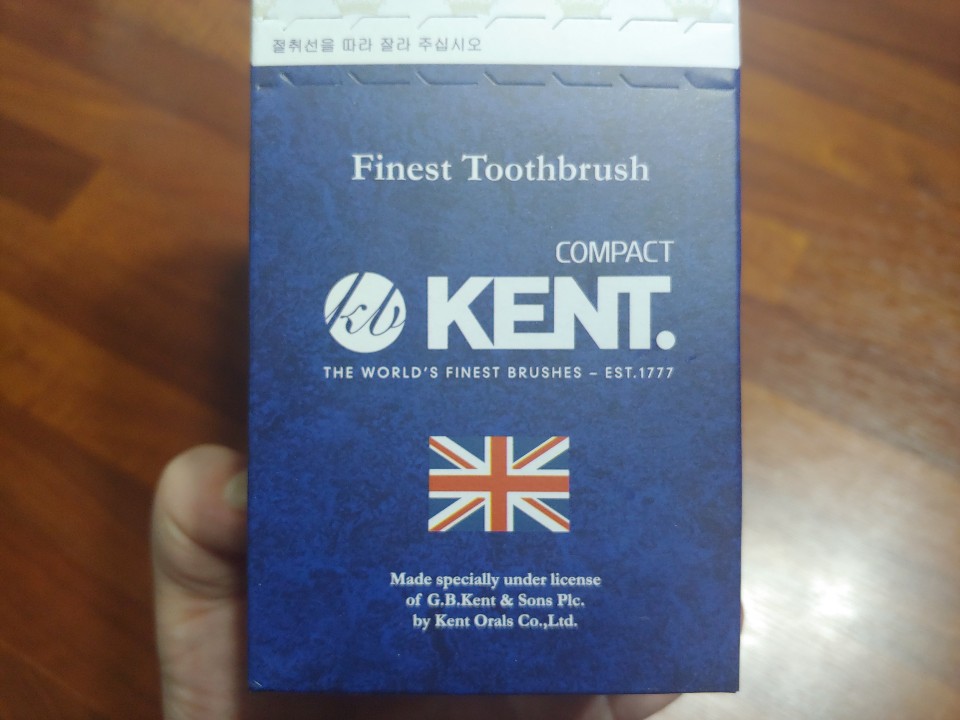 절취선을 따라 잘라 주십시오
Finest Toothbrush
COMPACT
kb KENT.
THE WORLD'S FINEST BRUSHES – EST.1777
Made specially under license
of G.B.Kent & Sons Plc.
by Kent Orals Co.,Ltd.